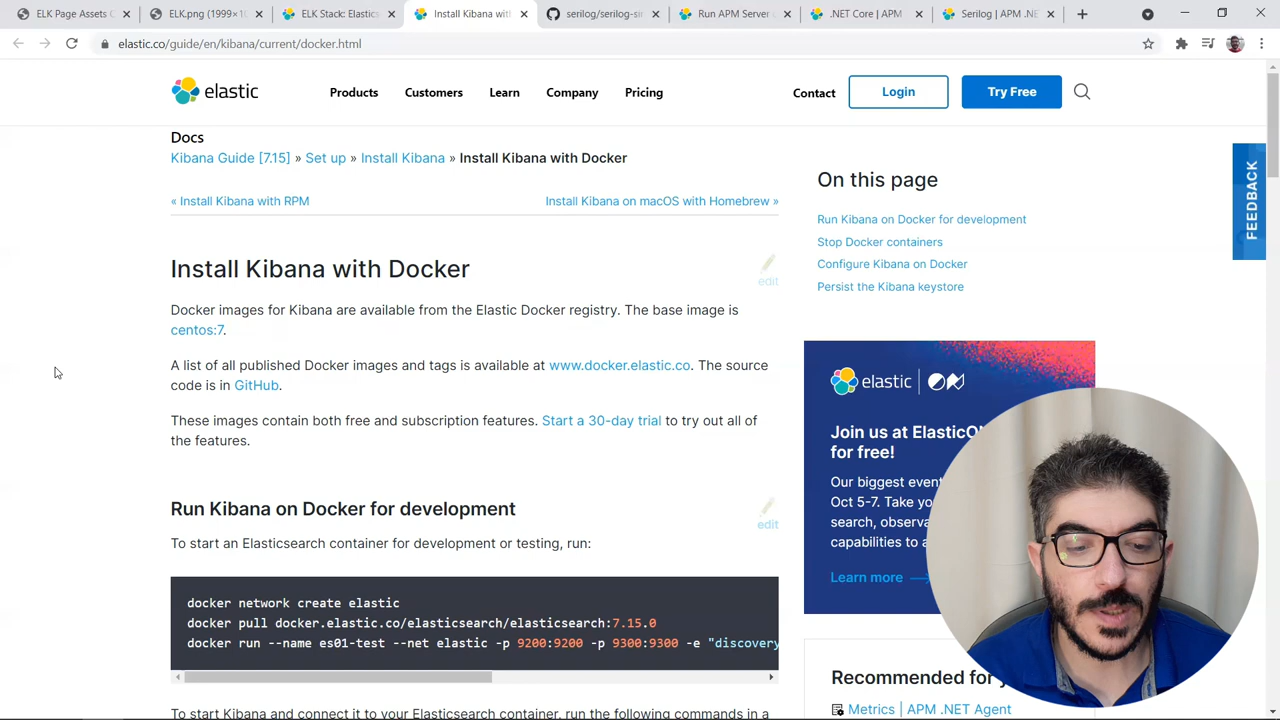 ELK Page Assets G
ELK.png (1999×10
ELK Stack: Elastics
Install Kibana with
serilog/serilog-sin
Run APM Server o
.NET Core | APM .
Serilog | APM .NET
elastic.co/guide/en/kibana/current/docker.html
elastic
Products
Customers
Learn
Company
Pricing
Contact
Login
Try Free
Docs
Kibana Guide [7.15] » Set up » Install Kibana » Install Kibana with Docker
« Install Kibana with RPM
Install Kibana on macOS with Homebrew »
Install Kibana with Docker
edit
Docker images for Kibana are available from the Elastic Docker registry. The base image is
centos:7.
A list of all published Docker images and tags is available at www.docker.elastic.co. The source
code is in GitHub.
These images contain both free and subscription features. Start a 30-day trial to try out all of
the features.
Run Kibana on Docker for development
edit
To start an Elasticsearch container for development or testing, run:
docker network create elastic
docker pull docker.elastic.co/elasticsearch/elasticsearch:7.15.0
docker run --name es01-test --net elastic -p 9200:9200 -p 9300:9300 -e "discovery
To start Kibana and connect it to your Elasticsearch container, run the following commands in a
On this page
Run Kibana on Docker for development
Stop Docker containers
Configure Kibana on Docker
Persist the Kibana keystore
FEEDBACK
elastic
ON
Join us at ElasticO
for free!
Our biggest event
Oct 5-7. Take you
search, observa
capabilities to a
Learn more
Recommended for y
Metrics | APM .NET Agent